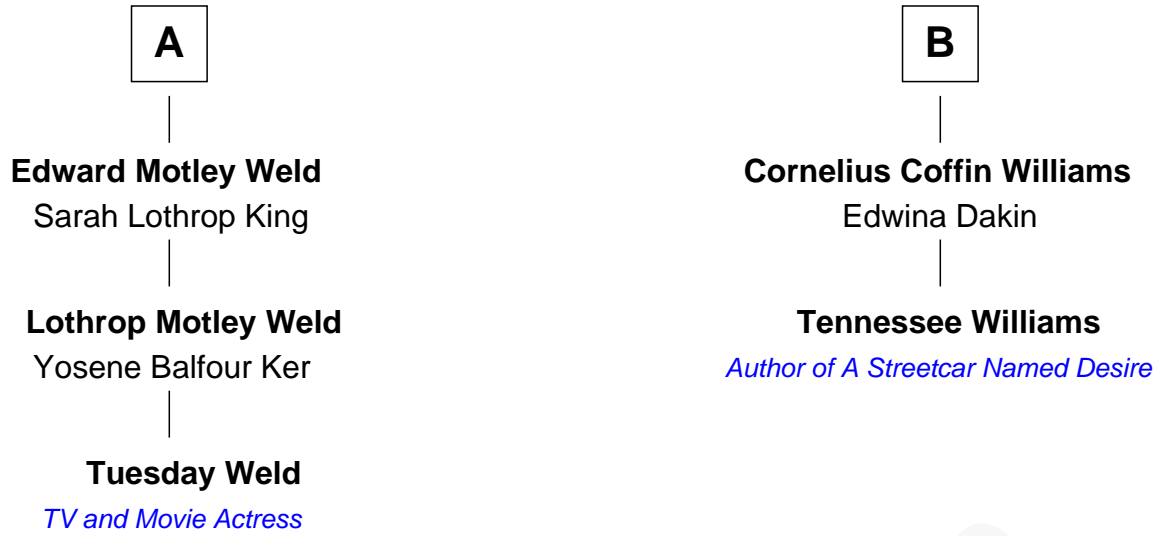 A
Edward Motley Weld
Sarah Lothrop King
Lothrop Motley Weld
Yosene Balfour Ker
Tuesday Weld
TV and Movie Actress
B
Cornelius Coffin Williams
Edwina Dakin
Tennessee Williams
Author of A Streetcar Named Desire